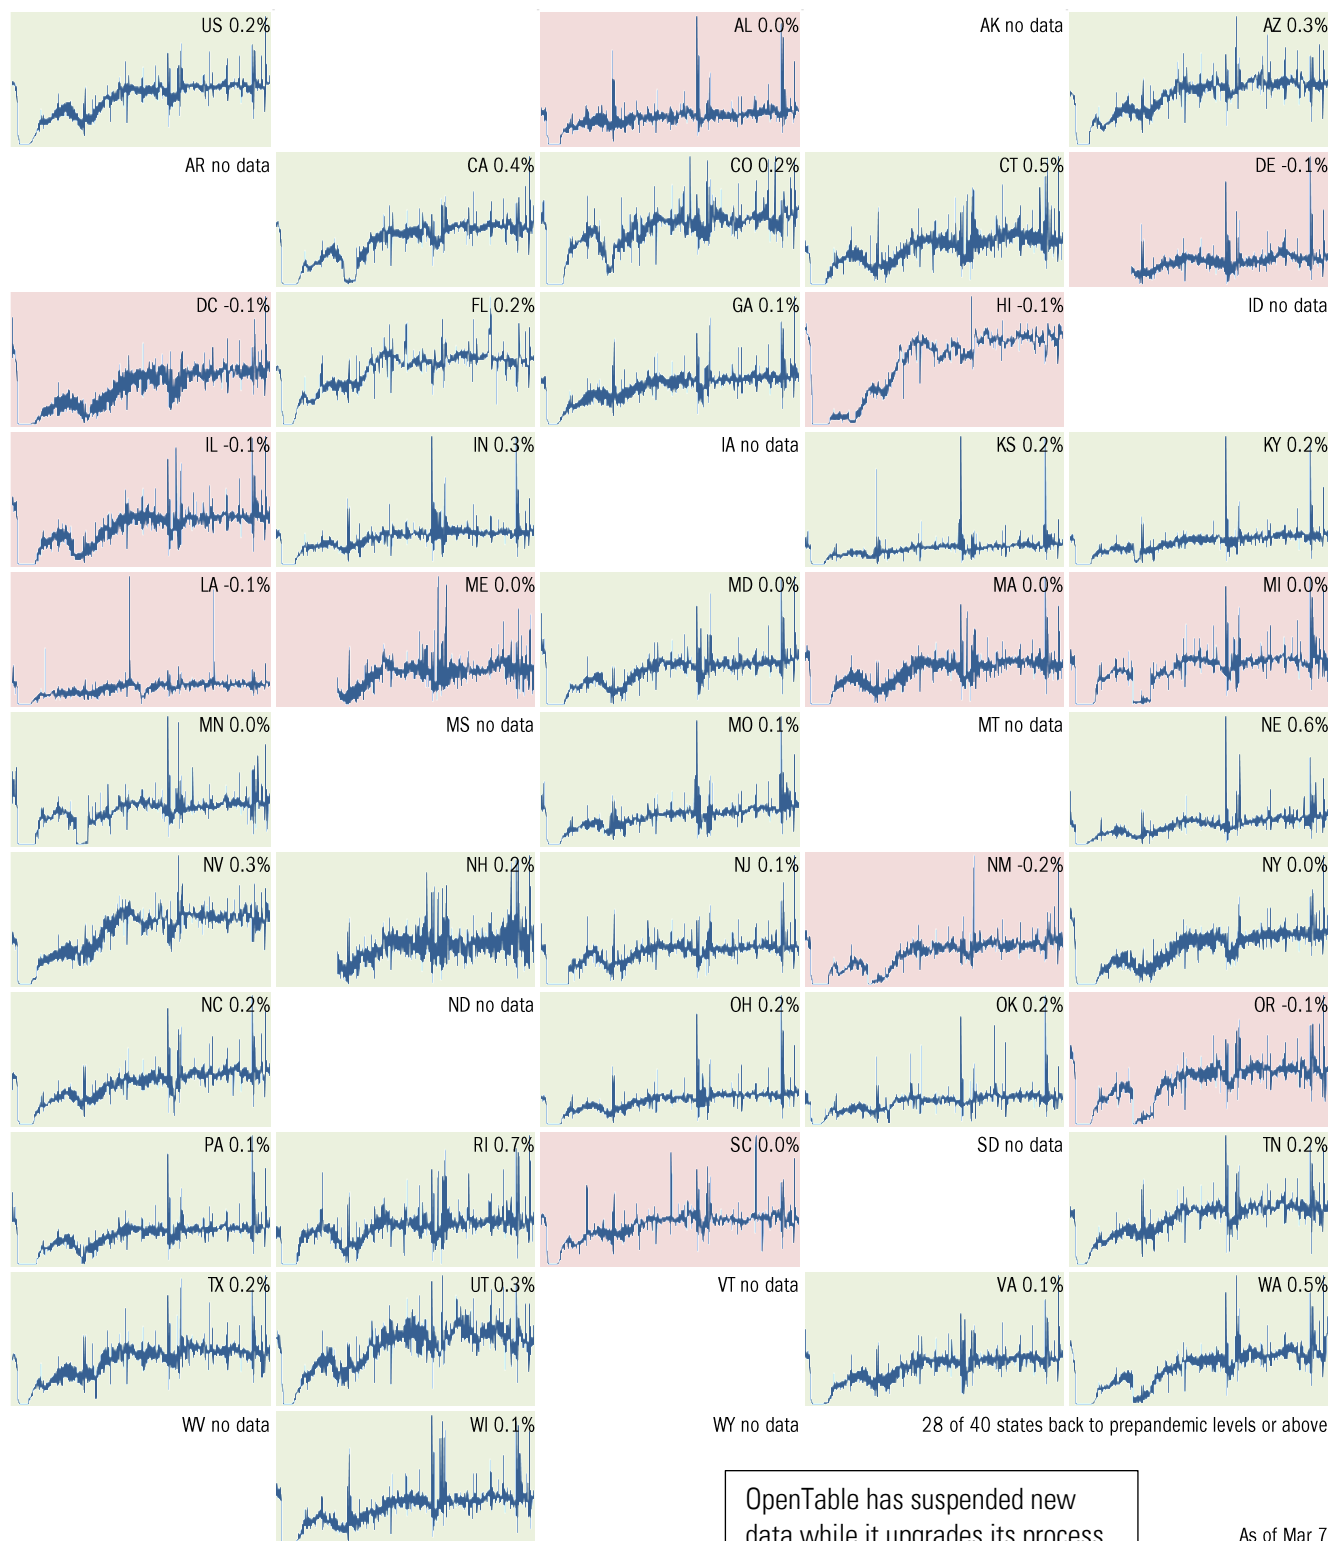 US 0.2%
AL 0.0%
AK no data
AZ 0.3%
AR no data
CA 0.4%
CO 0.2%
CT 0.5%
DE -0.1%
DC -0.1%
FL 0.2%
GA 0.1%
HI -0.1%
ID no data
IL -0.1%
IN 0.3%
IA no data
KS 0.2%
KY 0.2%
LA -0.1%
ME 0.0%
MD 0.0%
MA 0.0%
MI 0.0%
MN 0.0%
MS no data
MO 0.1%
MT no data
NE 0.6%
NV 0.3%
NH 0.2%
NJ 0.1%
NM -0.2%
NY 0.0%
NC 0.2%
ND no data
OH 0.2%
OK 0.2%
OR -0.1%
PA 0.1%
RI 0.7%
SC 0.0%
SD no data
TN 0.2%
TX 0.2%
UT 0.3%
VT no data
VA 0.1%
WA 0.5%
WV no data
WI 0.1%
WY no data
28 of 40 states back to prepandemic levels or above
OpenTable has suspended new
data while it upgrades its process
As of Mar 7